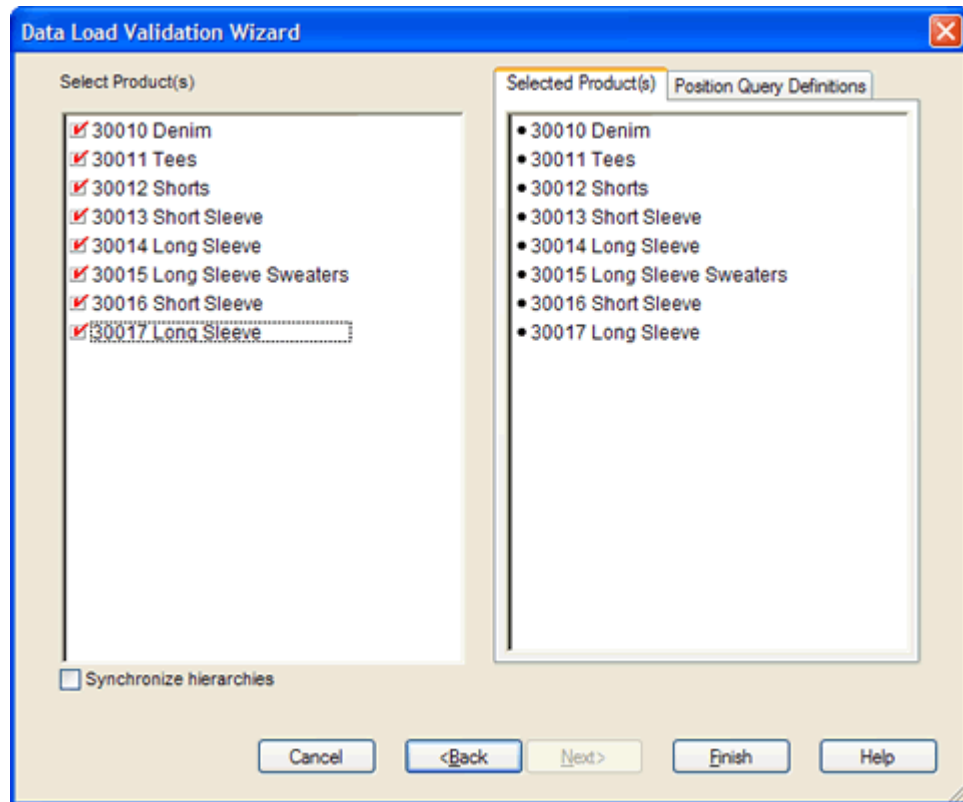 Data Load Validation Wizard
Select Product(s)
30010 Denim
30011 Tees
30012 Shorts
30013 Short Sleeve
30014 Long Sleeve
30015 Long Sleeve Sweaters
30016 Short Sleeve
30017 Long Sleeve
Synchronize hierarchies
Selected Product(s) Position Query Definitions
• 30010 Denim
• 30011 Tees
• 30012 Shorts
• 30013 Short Sleeve
• 30014 Long Sleeve
• 30015 Long Sleeve Sweaters
• 30016 Short Sleeve
• 30017 Long Sleeve
Cancel <Back Next> Finish Help